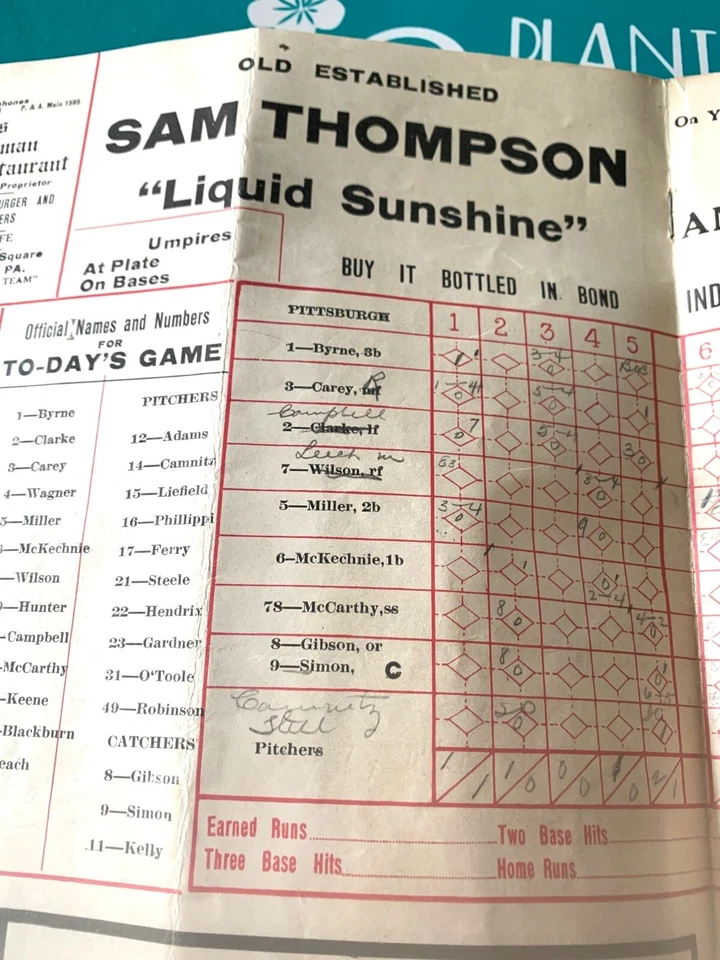 PLANT
OLD ESTABLISHED
SAM THOMPSON
"Liquid Sunshine"
BUY IT BOTTLED IN BOND
P. & A. Main 1585
man
taurant
Proprietor
URGER AND
ERS
FE
Square
PA.
TEAM"
Umpires
At Plate
On Bases
Official Names and Numbers
FOR
TO-DAY'S GAME
1—Byrne
2—Clarke
3—Carey
4—Wagner
5—Miller
—McKechnie
—Wilson
—Hunter
—Campbell
-McCarthy
-Keene
-Blackburn
each
PITCHERS
12—Adams
14—Camnitz
15—Liefield
16—Phillippi
17—Ferry
21—Steele
22—Hendrix
23—Gardner
31—O'Toole
49—Robinson
CATCHERS
8—Gibson
9—Simon
11—Kelly
PITTSBURGH 1 2 3 4 5
1—Byrne, 3b
3—Carey,
Campbell
2—Clarke, lf
Leach m
7—Wilson, rf
5—Miller, 2b
6—McKechnie, 1b
78—McCarthy, ss
8—Gibson, or
9—Simon, C
Camnitz
Steel
Pitchers
Earned Runs
Two Base Hits
Three Base Hits
Home Runs
On Y
IND
6